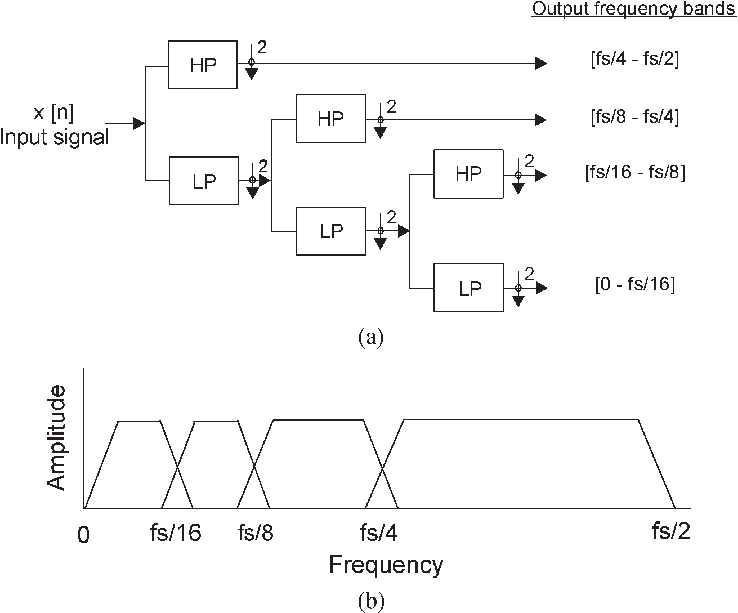 Output frequency bands
HP
2
[fs/4 - fs/2]
x [n]
Input signal
HP
2
[fs/8 - fs/4]
LP
2
HP
2
[fs/16 - fs/8]
LP
2
LP
2
[0 - fs/16]
(a)
Amplitude
0
fs/16
fs/8
fs/4
fs/2
Frequency
(b)